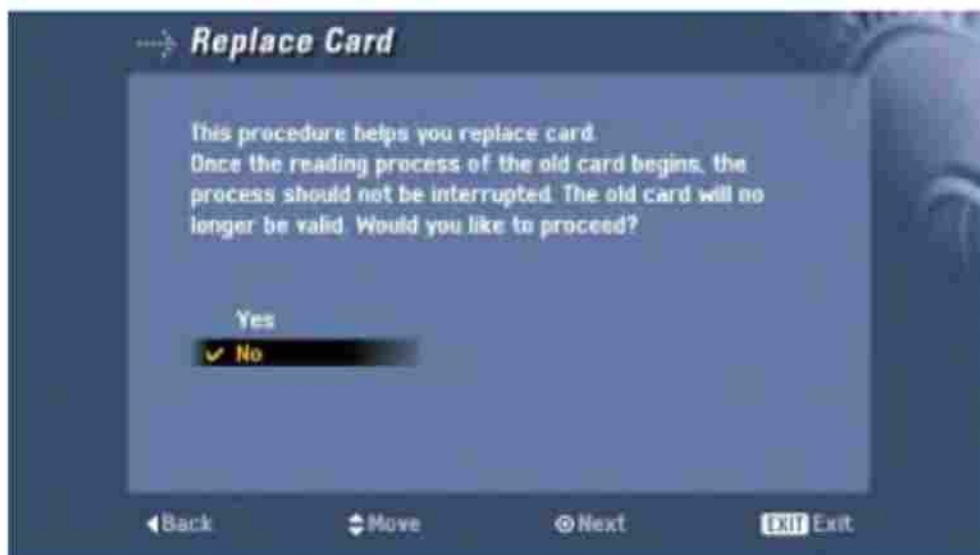 Replace Card
This procedure helps you replace card.
Once the reading process of the old card begins, the
process should not be interrupted. The old card will no
longer be valid. Would you like to proceed?
Yes
No
Back Move Next EXIT Exit